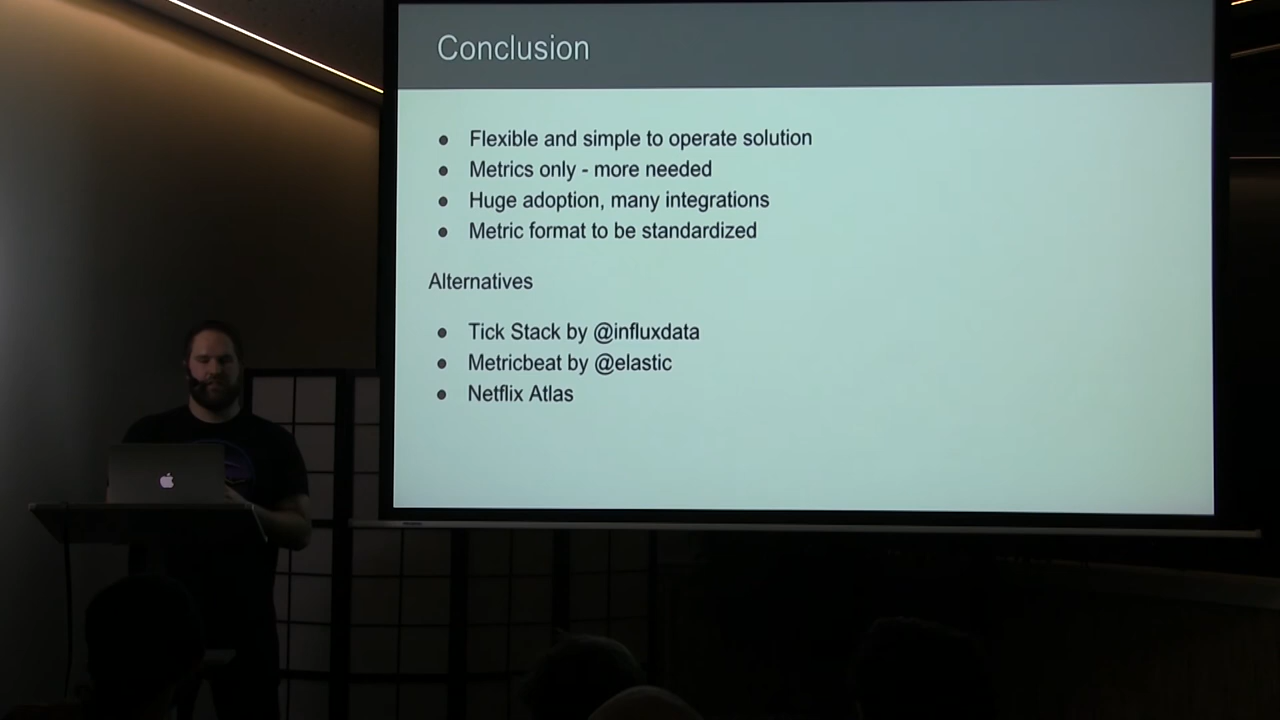 Conclusion
● Flexible and simple to operate solution
● Metrics only - more needed
● Huge adoption, many integrations
● Metric format to be standardized
Alternatives
● Tick Stack by @influxdata
● Metricbeat by @elastic
● Netflix Atlas